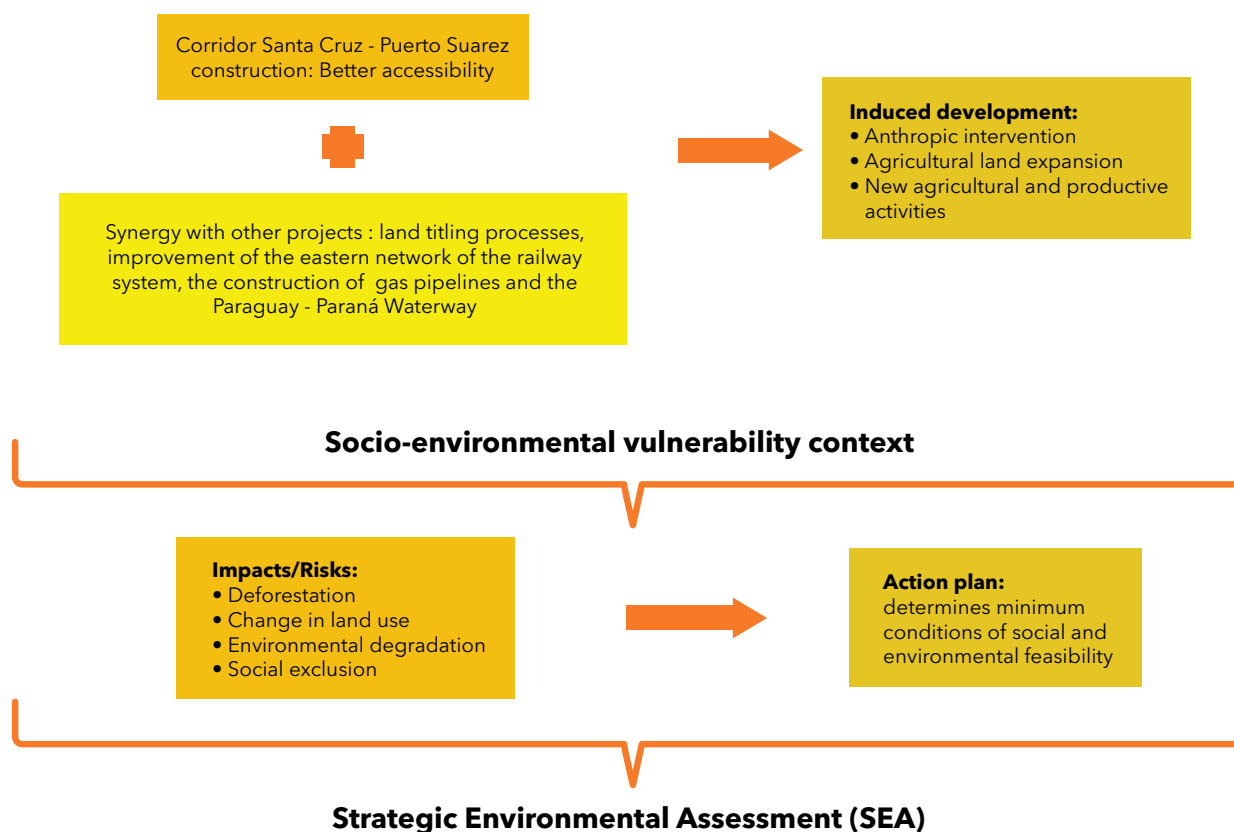 Corridor Santa Cruz - Puerto Suarez
construction: Better accessibility
Induced development:
• Anthropic intervention
• Agricultural land expansion
• New agricultural and productive
activities
Synergy with other projects : land titling processes,
improvement of the eastern network of the railway
system, the construction of  gas pipelines and the
Paraguay - Paraná Waterway
Socio-environmental vulnerability context
Impacts/Risks:
• Deforestation
• Change in land use
• Environmental degradation
• Social exclusion
Action plan:
determines minimum
conditions of social and
environmental feasibility
Strategic Environmental Assessment (SEA)